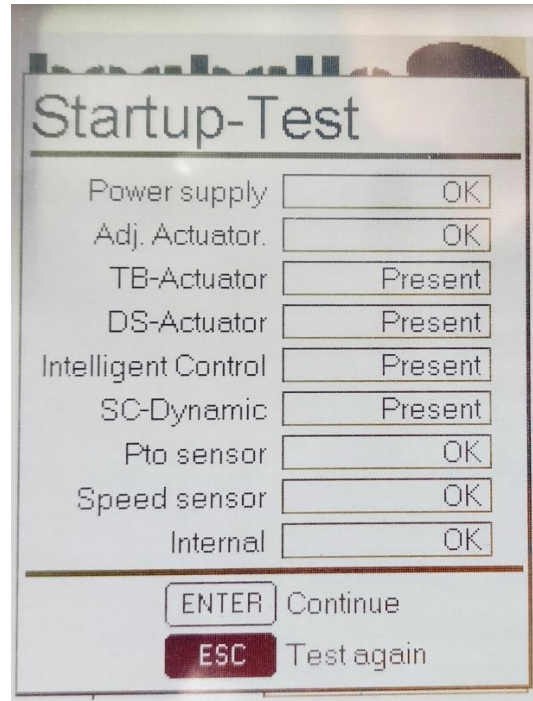 Startup-Test
Power supply OK
Adj. Actuator. OK
TB-Actuator Present
DS-Actuator Present
Intelligent Control Present
SC-Dynamic Present
Pto sensor OK
Speed sensor OK
Internal OK
ENTER Continue
ESC Test again